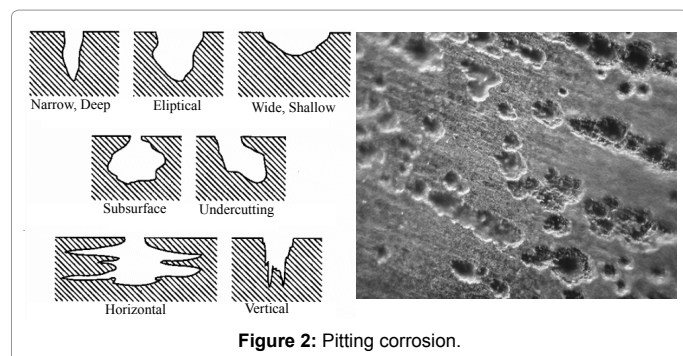 Narrow, Deep
Eliptical
Wide, Shallow
Subsurface
Undercutting
Horizontal
Vertical
Figure 2: Pitting corrosion.